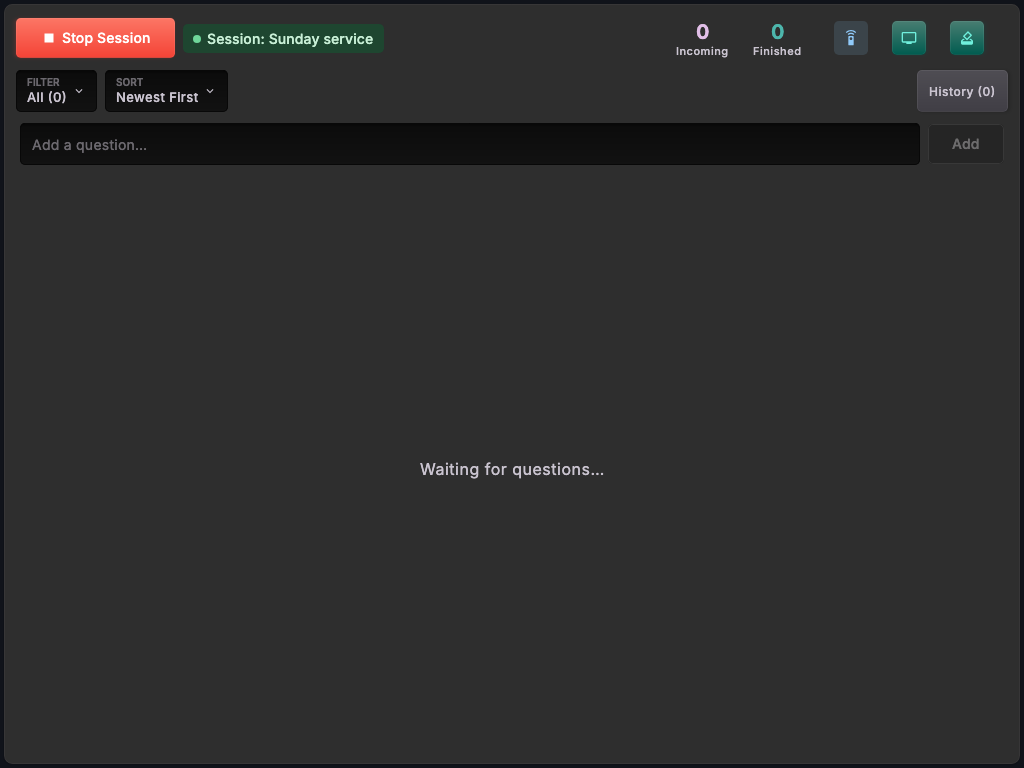 Stop Session
Session: Sunday service
0
Incoming
0
Finished
FILTER
All (0)
SORT
Newest First
History (0)
Add a question...
Add
Waiting for questions...